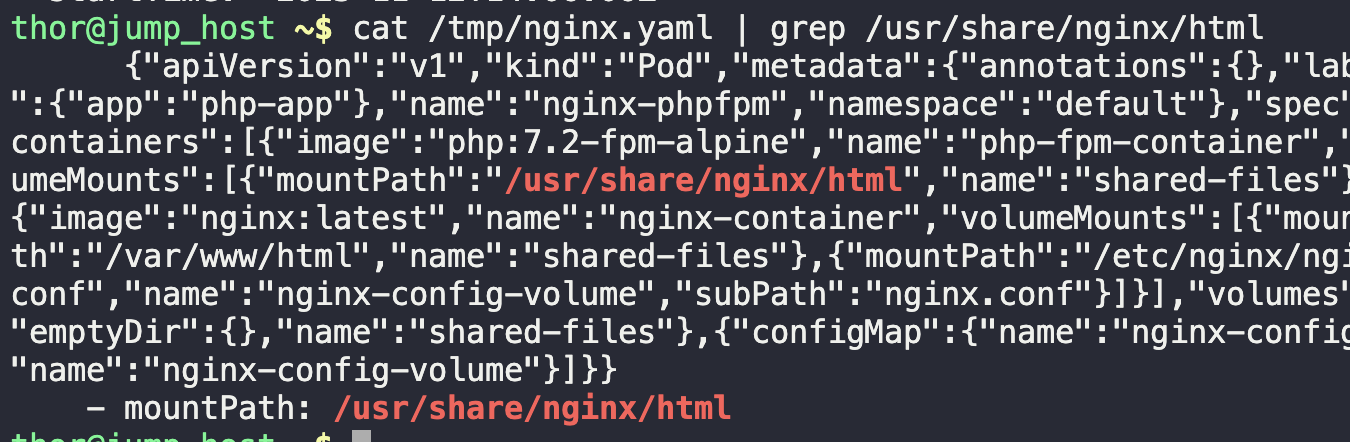 thor@jump_host ~$ cat /tmp/nginx.yaml | grep /usr/share/nginx/html
{"apiVersion":"v1","kind":"Pod","metadata":{"annotations":{},"lab
":{"app":"php-app"},"name":"nginx-phpfpm","namespace":"default"},"spec"
containers":[{"image":"php:7.2-fpm-alpine","name":"php-fpm-container","
umeMounts":[{"mountPath":"/usr/share/nginx/html","name":"shared-files"}
{"image":"nginx:latest","name":"nginx-container","volumeMounts":[{"moun
th":"/var/www/html","name":"shared-files"},{"mountPath":"/etc/nginx/ngi
conf","name":"nginx-config-volume","subPath":"nginx.conf"}]}],"volumes"
"emptyDir":{},"name":"shared-files"},{"configMap":{"name":"nginx-config
"name":"nginx-config-volume"}]}}
- mountPath: /usr/share/nginx/html
thor@jump_host ~$